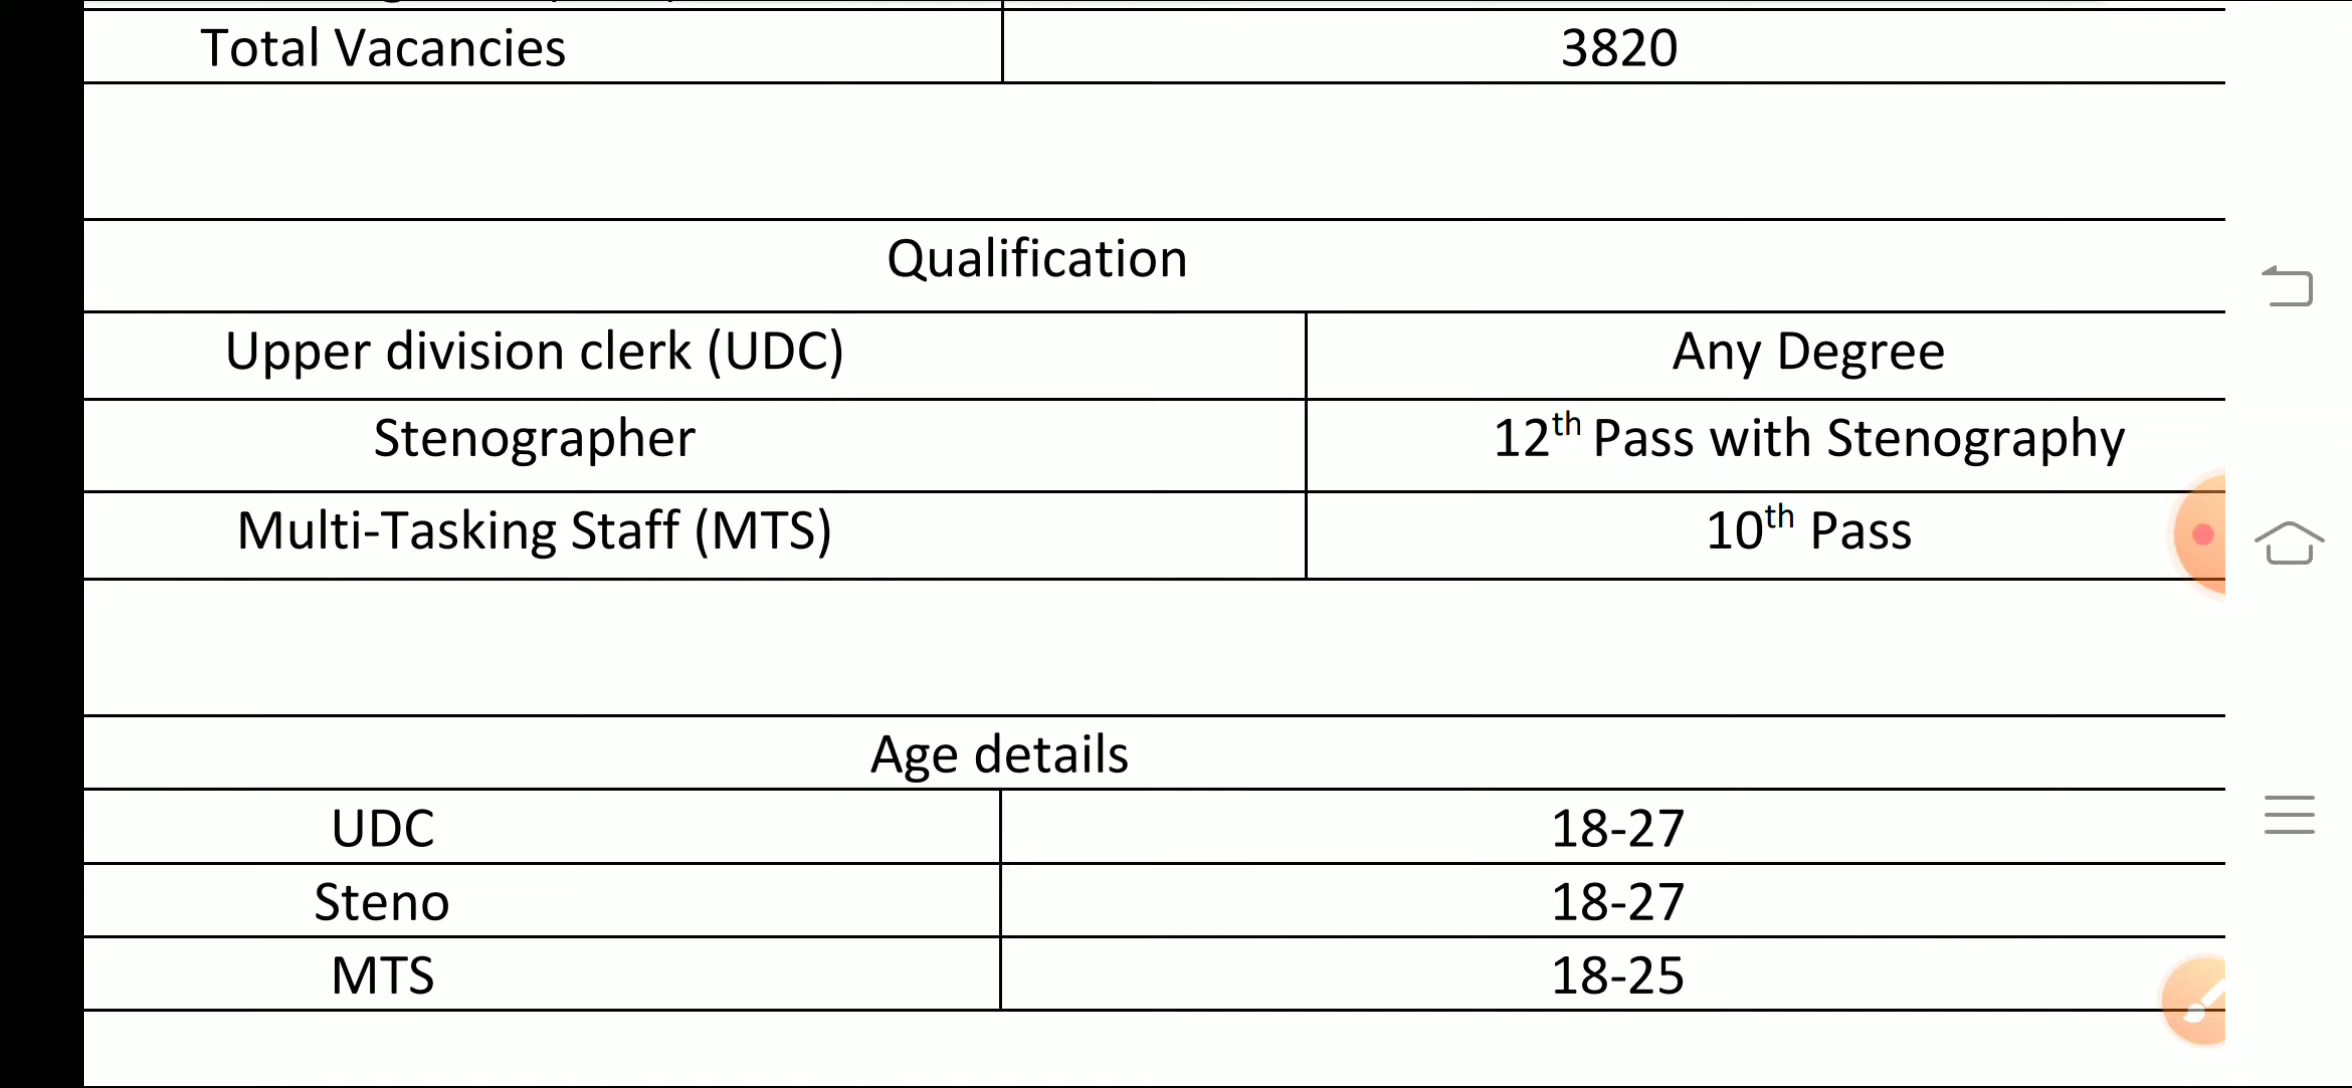 Total Vacancies 3820
Qualification
Upper division clerk (UDC) Any Degree
Stenographer 12th Pass with Stenography
Multi-Tasking Staff (MTS) 10th Pass
Age details
UDC 18-27
Steno 18-27
MTS 18-25